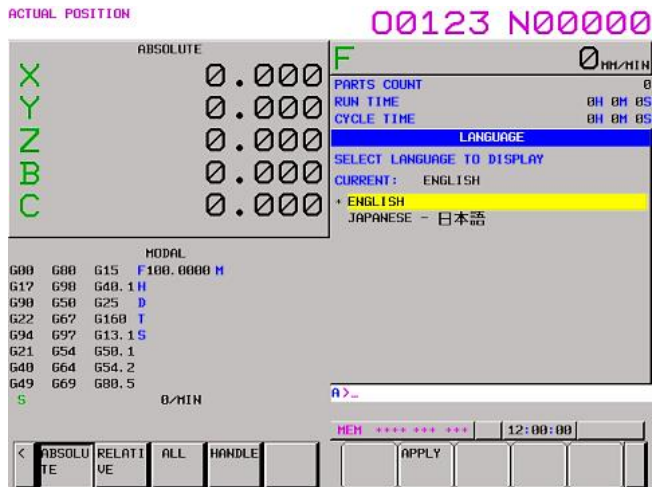 ACTUAL POSITION
O0123 N00000
ABSOLUTE
X 0.000
Y 0.000
Z 0.000
B 0.000
C 0.000
F 0 MM/MIN
PARTS COUNT 0
RUN TIME 0H 0M 0S
CYCLE TIME 0H 0M 0S
LANGUAGE
SELECT LANGUAGE TO DISPLAY
CURRENT: ENGLISH
+ ENGLISH
JAPANESE - 日本語
MODAL
G00 G80 G15 F100.0000 M
G17 G98 G40.1 H
G90 G50 G25 D
G22 G67 G160 T
G94 G97 G13.1 S
G21 G54 G50.1
G40 G64 G54.2
G49 G69 G80.5
S 0/MIN
A>_
MEM **** *** *** 12:00:00
< ABSOLUTE RELATIVE ALL HANDLE
APPLY